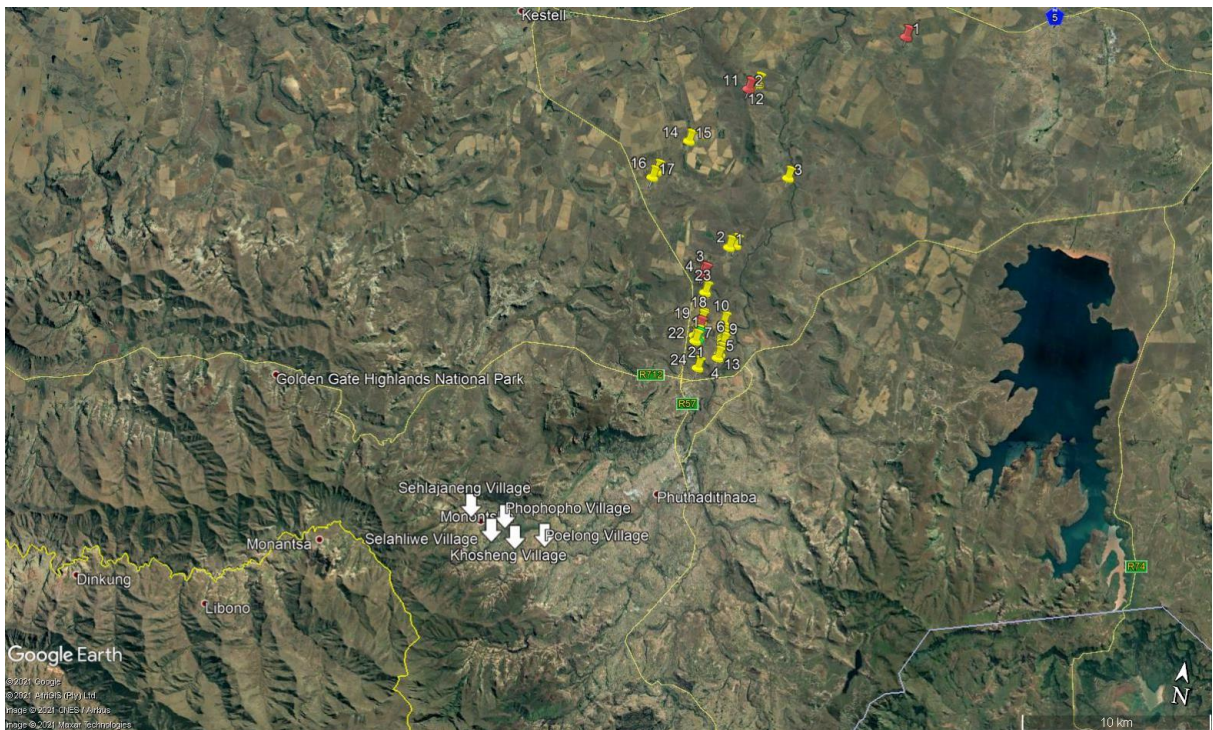 Kestell
5
1
11
2
12
14
15
16
17
3
2
1
3
4
23
18
10
19
1
6
9
22
7
5
21
24
13
4
R712
R57
Golden Gate Highlands National Park
Sehlajaneng Village
Phophopho Village
Phuthaditjhaba
Selahliwe Village
Poelong Village
Khosheng Village
Monantsa
R74
Dinkung
Libono
Google Earth
© 2021 Google
© 2021 AfriGIS (Pty) Ltd.
Image © 2021 CNES / Airbus
Image © 2021 Maxar Technologies
N
10 km